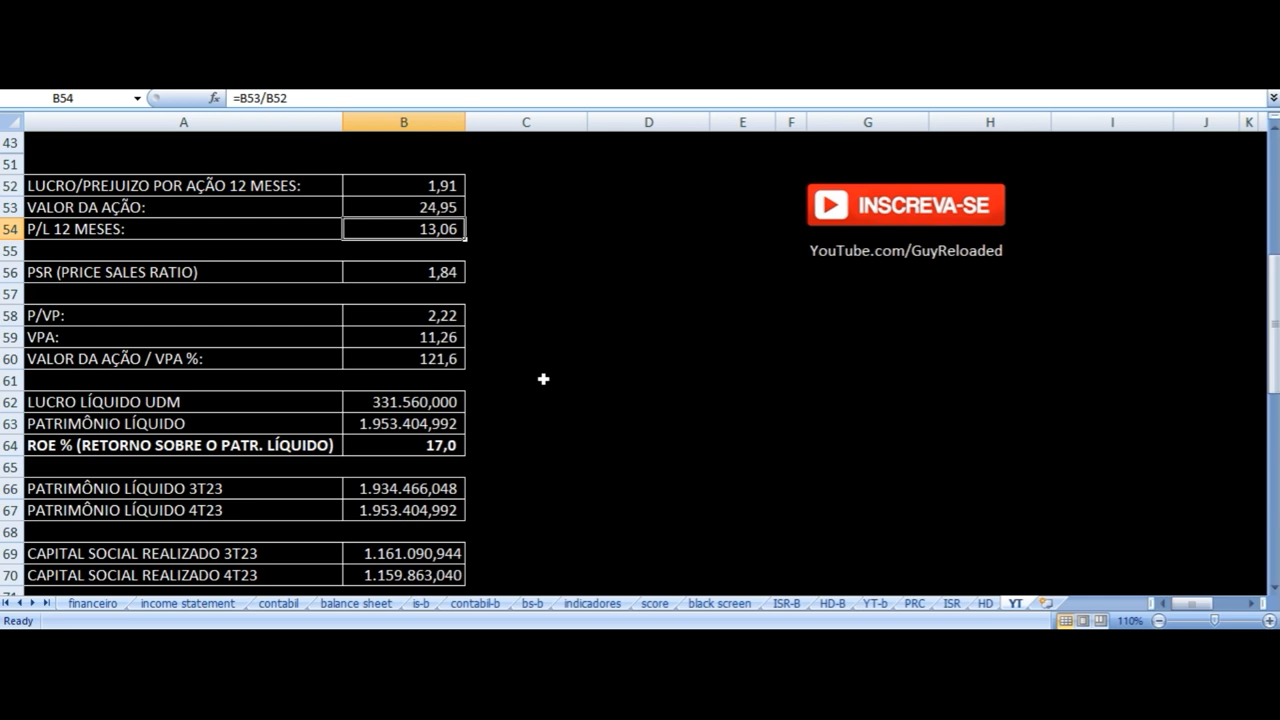 B54 fx =B53/B52
A B C D E F G H I J K
43
51
52 LUCRO/PREJUIZO POR AÇÃO 12 MESES: 1,91
53 VALOR DA AÇÃO: 24,95
54 P/L 12 MESES: 13,06
55
56 PSR (PRICE SALES RATIO) 1,84
57
58 P/VP: 2,22
59 VPA: 11,26
60 VALOR DA AÇÃO / VPA %: 121,6
61
62 LUCRO LÍQUIDO UDM 331.560,000
63 PATRIMÔNIO LÍQUIDO 1.953.404,992
64 ROE % (RETORNO SOBRE O PATR. LÍQUIDO) 17,0
65
66 PATRIMÔNIO LÍQUIDO 3T23 1.934.466,048
67 PATRIMÔNIO LÍQUIDO 4T23 1.953.404,992
68
69 CAPITAL SOCIAL REALIZADO 3T23 1.161.090,944
70 CAPITAL SOCIAL REALIZADO 4T23 1.159.863,040
INSCREVA-SE
YouTube.com/GuyReloaded
financeiro income statement contabil balance sheet is-b contabil-b bs-b indicadores score black screen ISR-B HD-B YT-b PRC ISR HD YT
Ready 110%